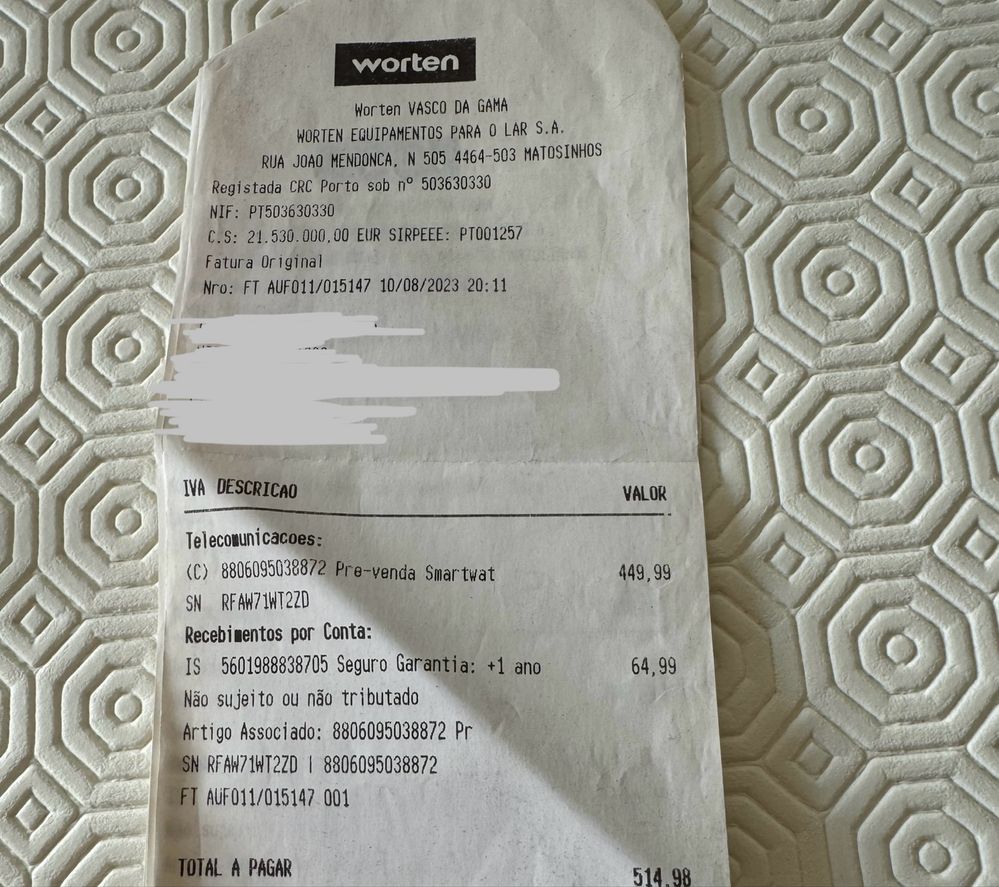 worten
Worten VASCO DA GAMA
WORTEN EQUIPAMENTOS PARA O LAR S.A.
RUA JOAO MENDONCA, N 505 4464-503 MATOSINHOS
Registada CRC Porto sob nº 503630330
NIF: PT503630330
C.S: 21.530.000,00 EUR SIRPEEE: PT001257
Fatura Original
Nro: FT AUF011/015147 10/08/2023 20:11
IVA DESCRICAO VALOR
Telecomunicacoes:
(C) 8806095038872 Pre-venda Smartwat 449,99
SN RFAW71WT2ZD
Recebimentos por Conta:
IS 5601988838705 Seguro Garantia: +1 ano 64,99
Não sujeito ou não tributado
Artigo Associado: 8806095038872 Pr
SN RFAW71WT2ZD | 8806095038872
FT AUF011/015147 001
TOTAL A PAGAR 514,98